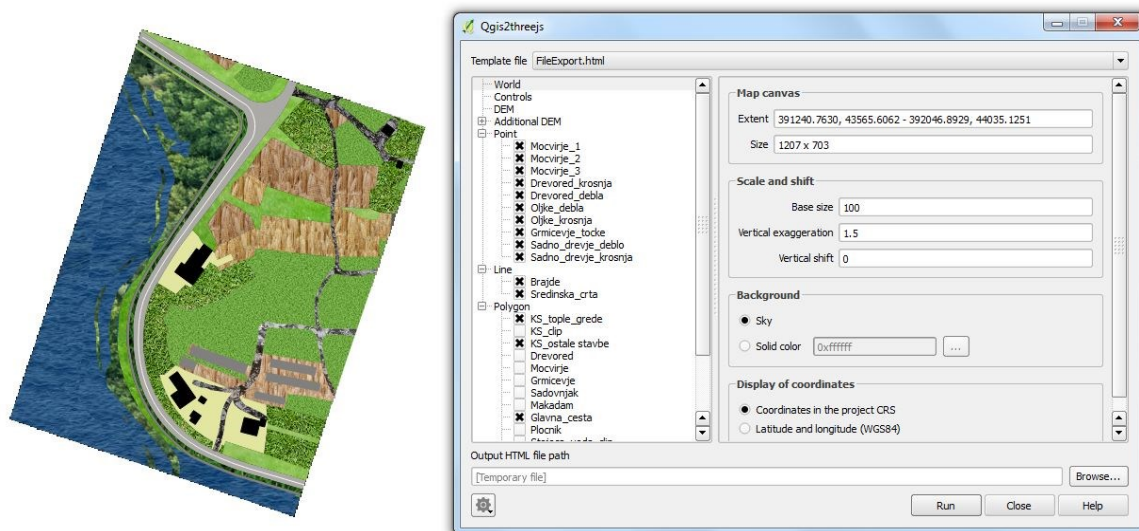 Qgis2threejs
Template file FileExport.html
World
Controls
DEM
Additional DEM
Point
Mocvirje_1
Mocvirje_2
Mocvirje_3
Drevored_krosnja
Drevored_debla
Oljke_debla
Oljke_krosnja
Grmicevje_tocke
Sadno_drevje_deblo
Sadno_drevje_krosnja
Line
Brajde
Sredinska_crta
Polygon
KS_tople_grede
KS_clip
KS_ostale stavbe
Drevored
Mocvirje
Grmicevje
Sadovnjak
Makadam
Glavna_cesta
Plocnik
Map canvas
Extent 391240.7630, 43565.6062 - 392046.8929, 44035.1251
Size 1207 x 703
Scale and shift
Base size 100
Vertical exaggeration 1.5
Vertical shift 0
Background
Sky
Solid color 0xffffff ...
Display of coordinates
Coordinates in the project CRS
Latitude and longitude (WGS84)
Output HTML file path
[Temporary file] Browse...
Run Close Help